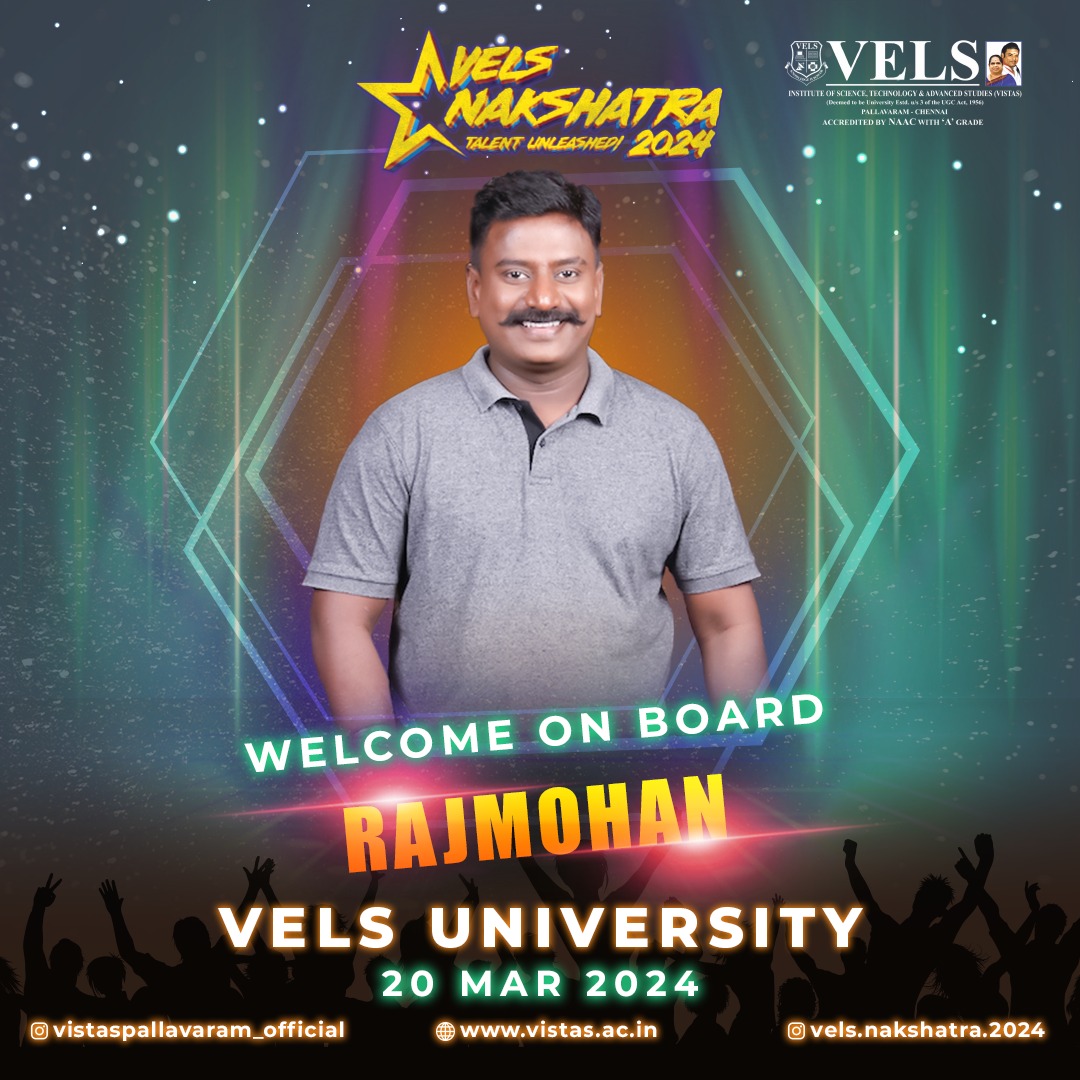 VELS
NAKSHATRA
TALENT UNLEASHED! 2024
VELS
VELS
INSTITUTE OF SCIENCE, TECHNOLOGY & ADVANCED STUDIES (VISTAS)
(Deemed to be University Estd. u/s 3 of the UGC Act, 1956)
PALLAVARAM - CHENNAI
ACCREDITED BY NAAC WITH 'A' GRADE
WELCOME ON BOARD
RAJMOHAN
VELS UNIVERSITY
20 MAR 2024
vistaspallavaram_official
www.vistas.ac.in
vels.nakshatra.2024